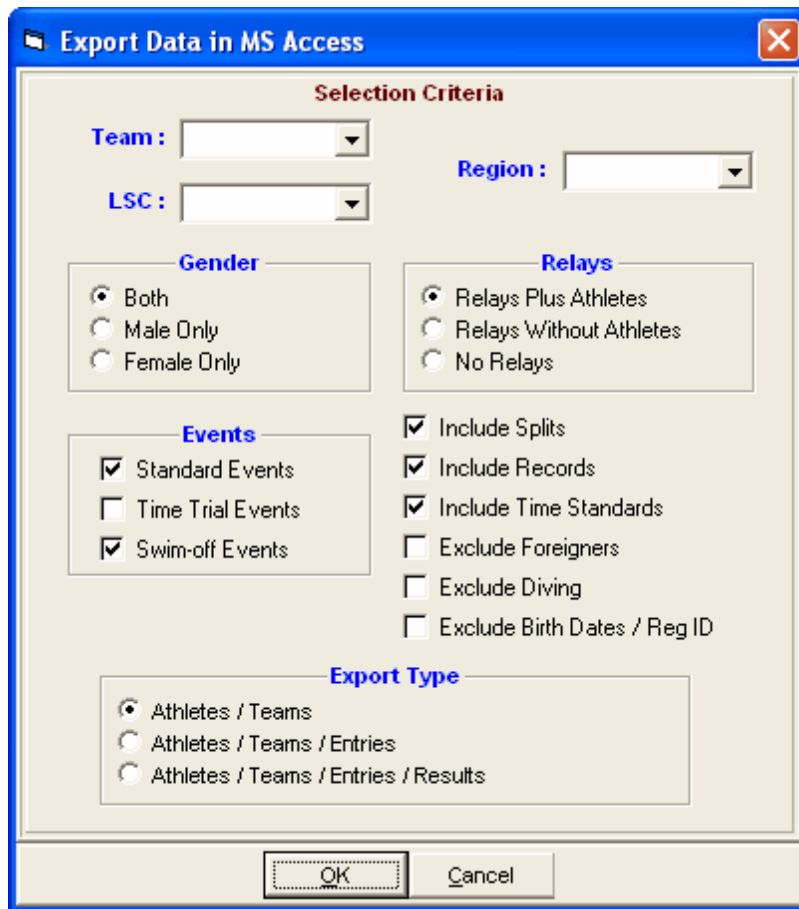 Export Data in MS Access
Selection Criteria
Team :
Region :
LSC :
Gender
Both
Male Only
Female Only
Relays
Relays Plus Athletes
Relays Without Athletes
No Relays
Events
Standard Events
Time Trial Events
Swim-off Events
Include Splits
Include Records
Include Time Standards
Exclude Foreigners
Exclude Diving
Exclude Birth Dates / Reg ID
Export Type
Athletes / Teams
Athletes / Teams / Entries
Athletes / Teams / Entries / Results
OK
Cancel